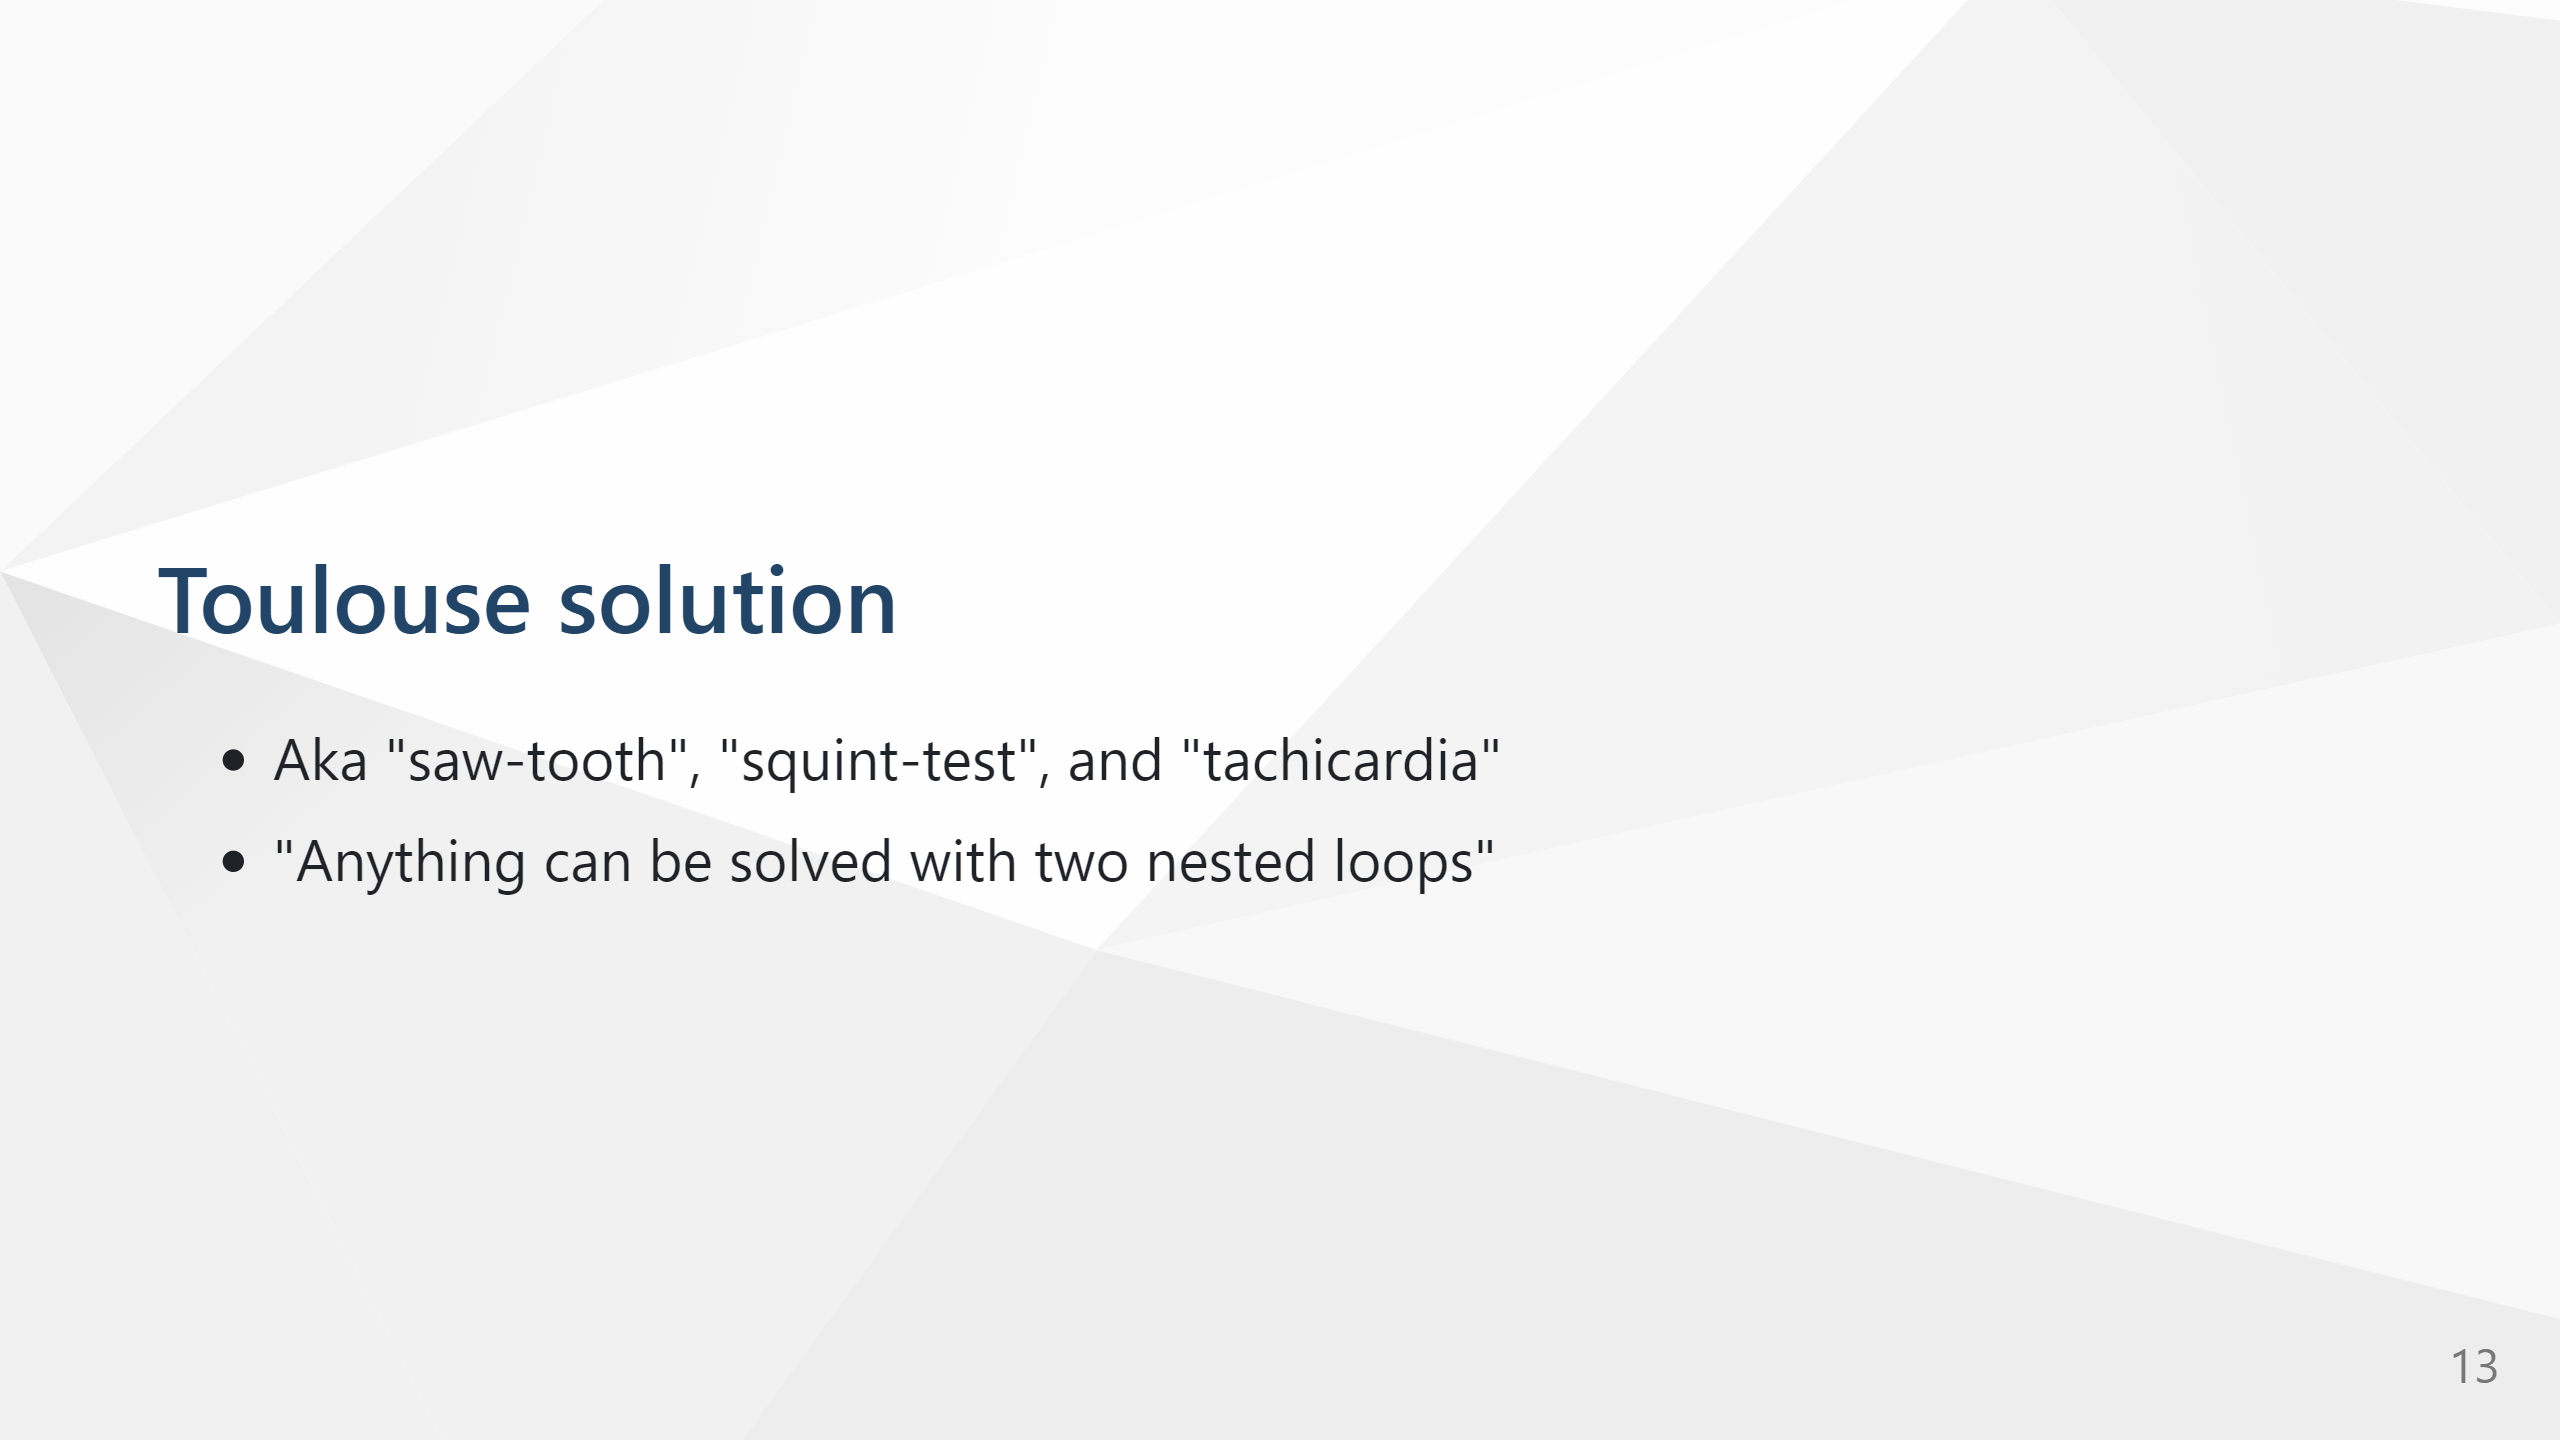 Toulouse solution
• Aka "saw-tooth", "squint-test", and "tachicardia"
• "Anything can be solved with two nested loops"
13